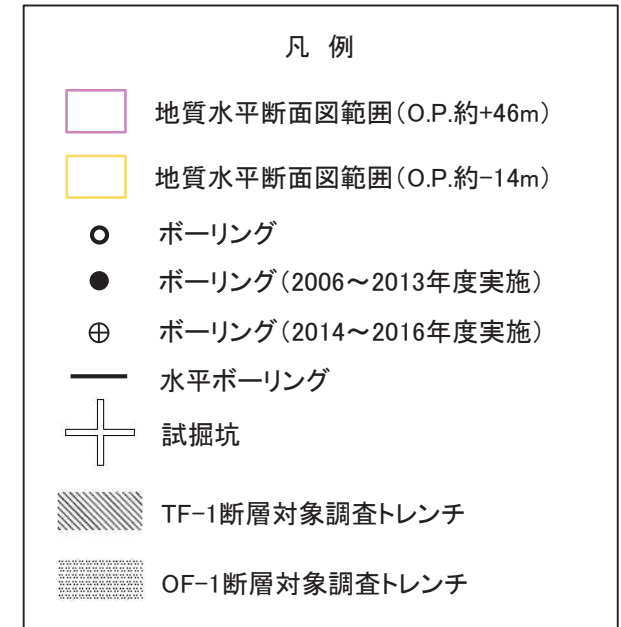 凡 例
地質水平断面図範囲(O.P.約+46m)
地質水平断面図範囲(O.P.約-14m)
ボーリング
ボーリング(2006～2013年度実施)
ボーリング(2014～2016年度実施)
水平ボーリング
試掘坑
TF-1断層対象調査トレンチ
OF-1断層対象調査トレンチ